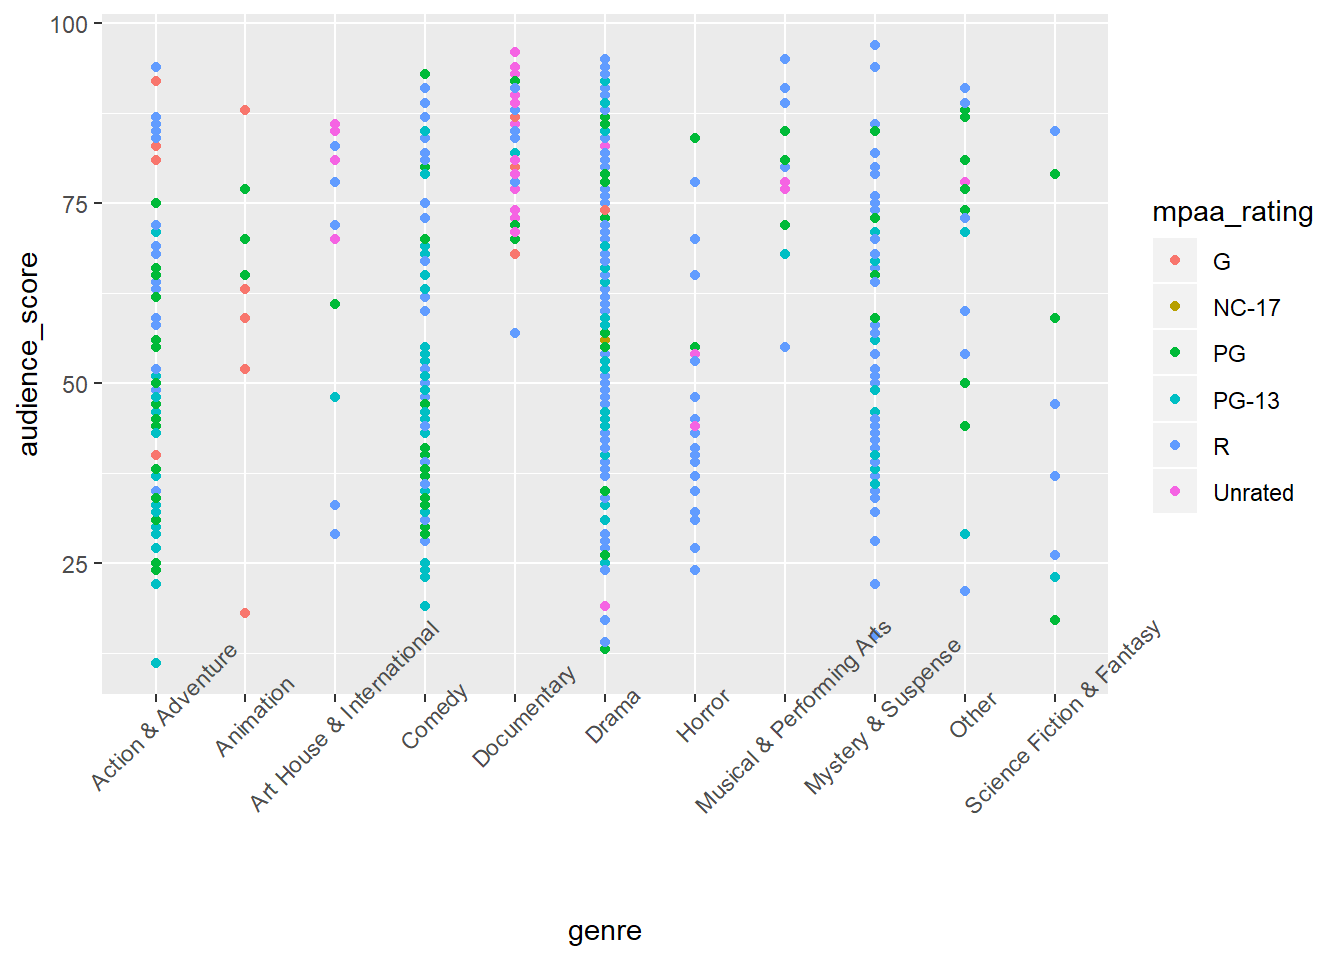 100
75
50
25
audience_score
Action & Adventure
Animation
Art House & International
Comedy
Documentary
Drama
Horror
Musical & Performing Arts
Mystery & Suspense
Other
Science Fiction & Fantasy
genre
mpaa_rating
G
NC-17
PG
PG-13
R
Unrated